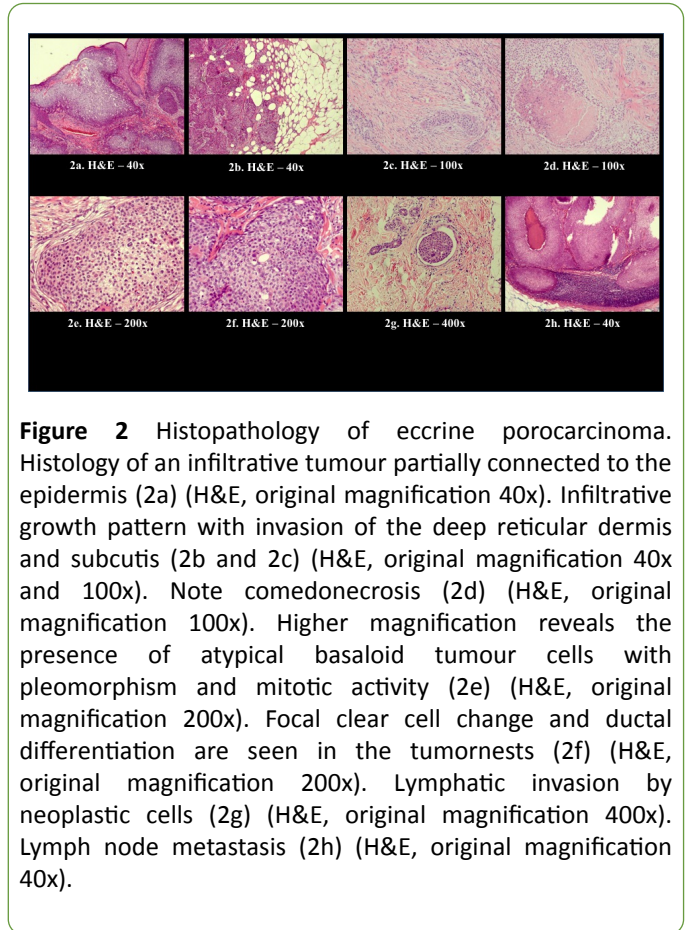 2a. H&E – 40x
2b. H&E – 40x
2c. H&E – 100x
2d. H&E – 100x
2e. H&E – 200x
2f. H&E – 200x
2g. H&E – 400x
2h. H&E – 40x
Figure 2 Histopathology of eccrine porocarcinoma.
Histology of an infiltrative tumour partially connected to the
epidermis (2a) (H&E, original magnification 40x). Infiltrative
growth pattern with invasion of the deep reticular dermis
and subcutis (2b and 2c) (H&E, original magnification 40x
and 100x). Note comedonecrosis (2d) (H&E, original
magnification 100x). Higher magnification reveals the
presence of atypical basaloid tumour cells with
pleomorphism and mitotic activity (2e) (H&E, original
magnification 200x). Focal clear cell change and ductal
differentiation are seen in the tumornests (2f) (H&E,
original magnification 200x). Lymphatic invasion by
neoplastic cells (2g) (H&E, original magnification 400x).
Lymph node metastasis (2h) (H&E, original magnification
40x).